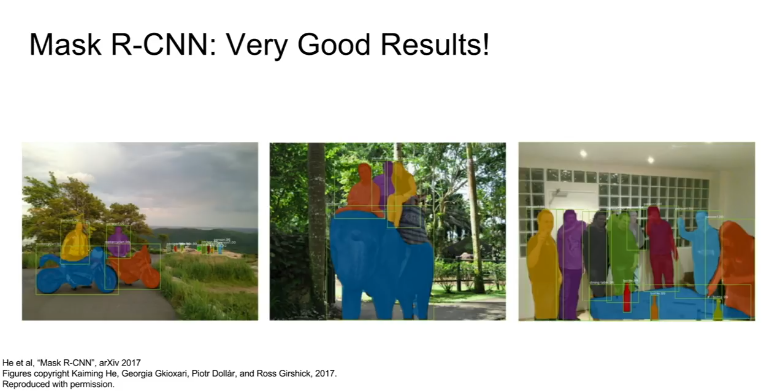 Mask R-CNN: Very Good Results!
He et al, “Mask R-CNN”, arXiv 2017
Figures copyright Kaiming He, Georgia Gkioxari, Piotr Dollár, and Ross Girshick, 2017.
Reproduced with permission.